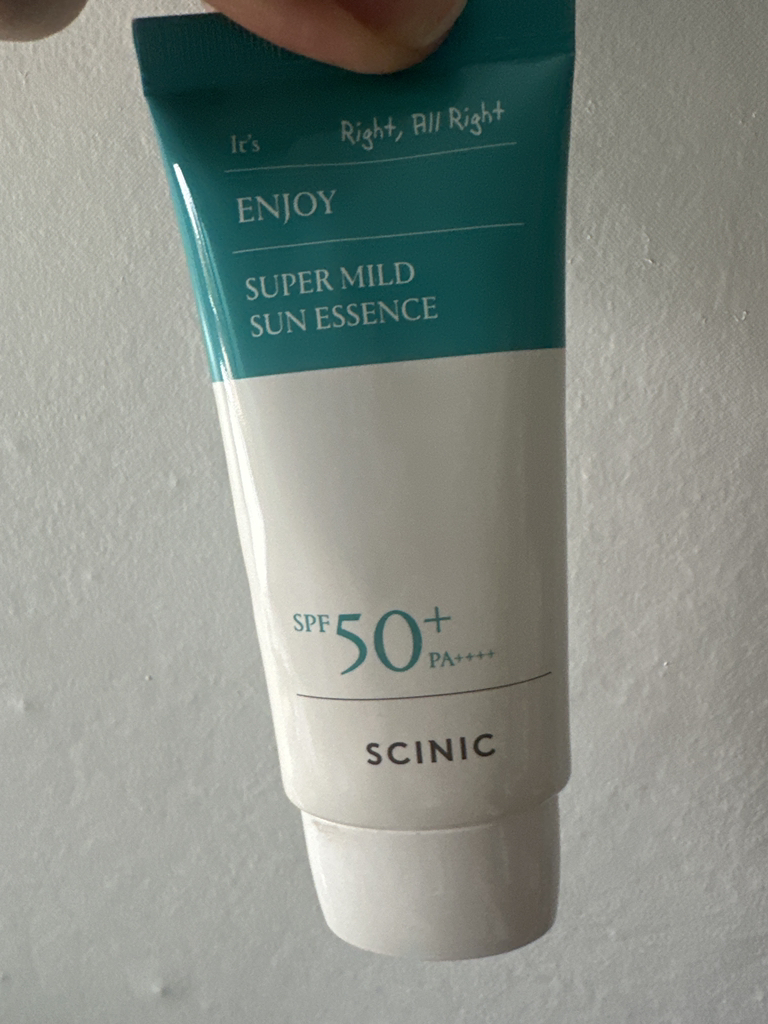 It's Right, All Right
ENJOY
SUPER MILD
SUN ESSENCE
SPF 50+
PA++++
SCINIC